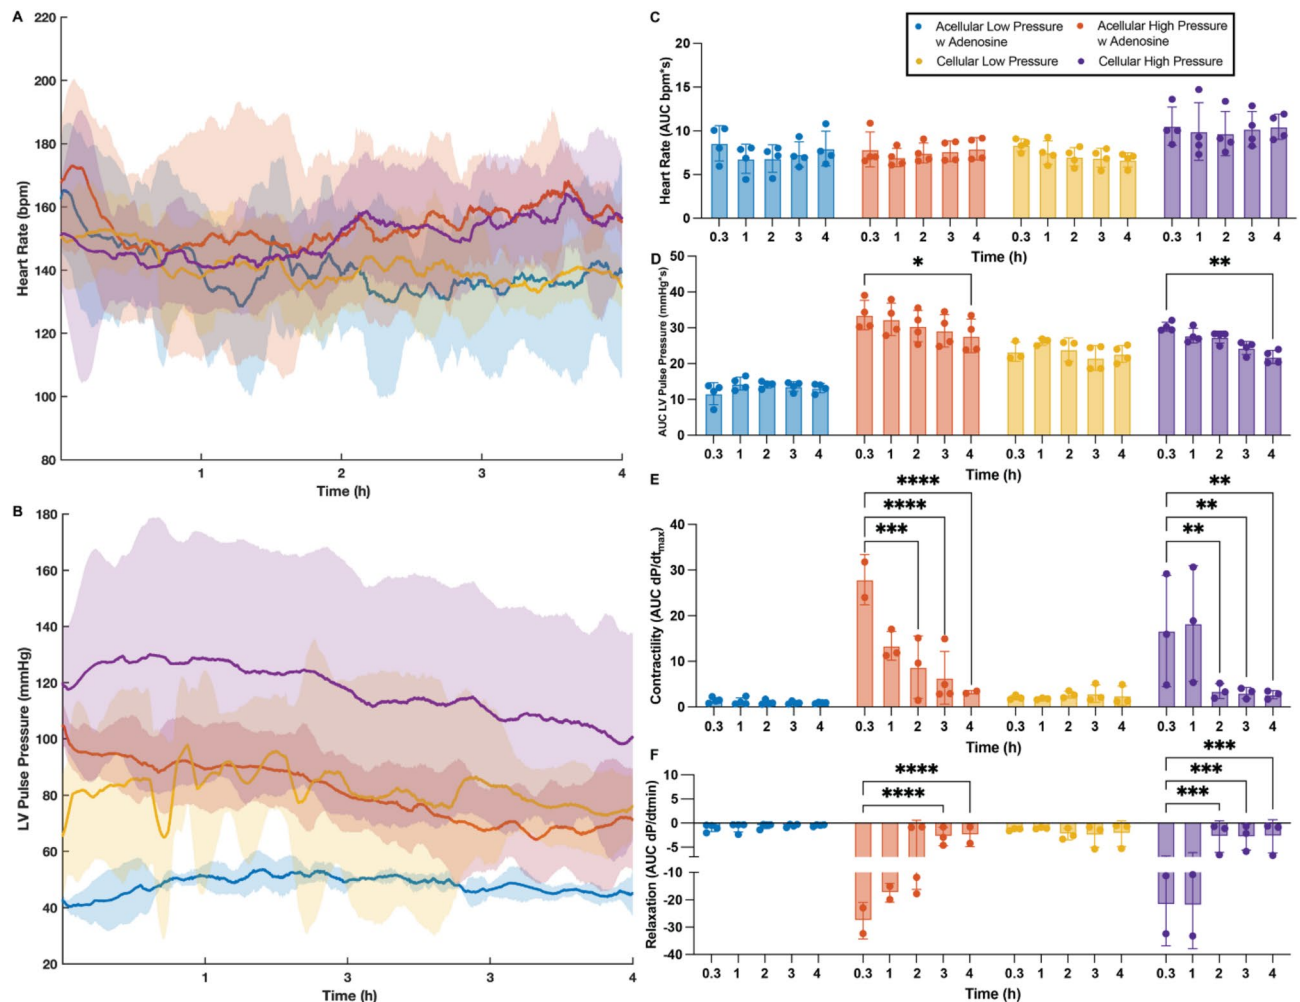 A
220
200
180
160
140
120
100
80
Heart Rate (bpm)
1
2
3
4
Time (h)
B
180
160
140
120
100
80
60
40
20
LV Pulse Pressure (mmHg)
1
3
3
4
Time (h)
C
Acellular Low Pressure
w Adenosine
Acellular High Pressure
w Adenosine
Cellular Low Pressure
Cellular High Pressure
20
15
10
5
0
Heart Rate (AUC bpm*s)
0.3 1 2 3 4 0.3 1 2 3 4 0.3 1 2 3 4 0.3 1 2 3 4
Time (h)
D
50
40
30
20
10
0
AUC LV Pulse Pressure (mmHg*s)
*
**
0.3 1 2 3 4 0.3 1 2 3 4 0.3 1 2 3 4 0.3 1 2 3 4
Time (h)
E
40
30
20
10
0
Contractility (AUC dP/dtmax)
****
****
***
**
**
**
0.3 1 2 3 4 0.3 1 2 3 4 0.3 1 2 3 4 0.3 1 2 3 4
Time (h)
F
10
5
0
-5
-10
-20
-30
-40
Relaxation (AUC dP/dtmin)
****
****
***
***
***
0.3 1 2 3 4 0.3 1 2 3 4 0.3 1 2 3 4 0.3 1 2 3 4
Time (h)